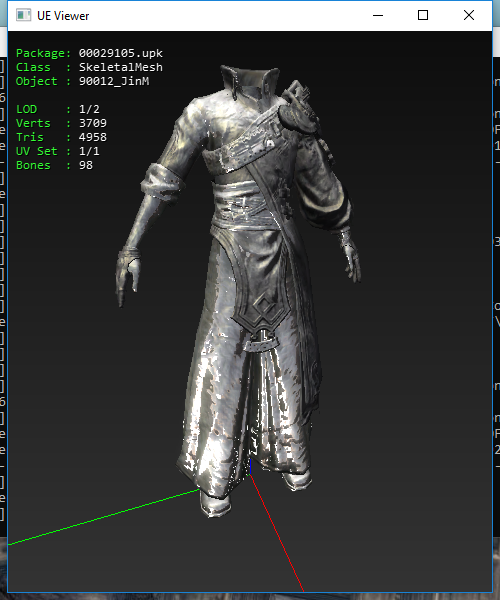 UE Viewer
Package: 00029105.upk
Class : SkeletalMesh
Object : 90012_JinM
LOD : 1/2
Verts : 3709
Tris : 4958
UV Set : 1/1
Bones : 98